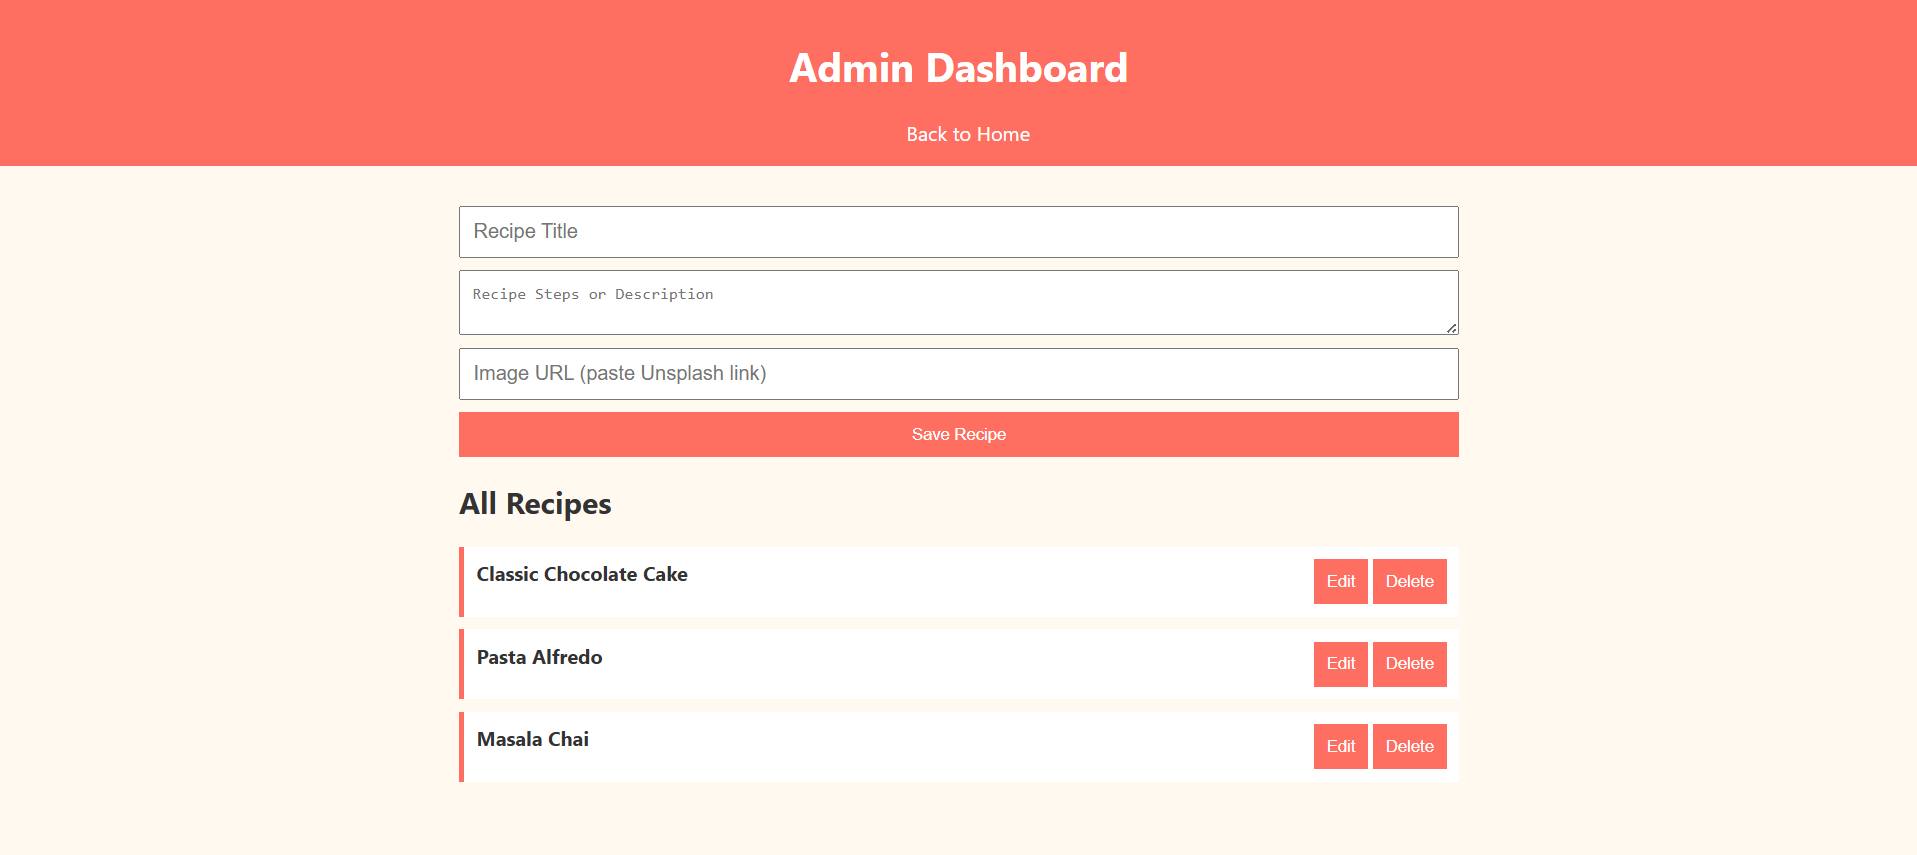 Admin Dashboard
Back to Home
Recipe Title
Recipe Steps or Description
Image URL (paste Unsplash link)
Save Recipe
All Recipes
Classic Chocolate Cake
Edit Delete
Pasta Alfredo
Edit Delete
Masala Chai
Edit Delete